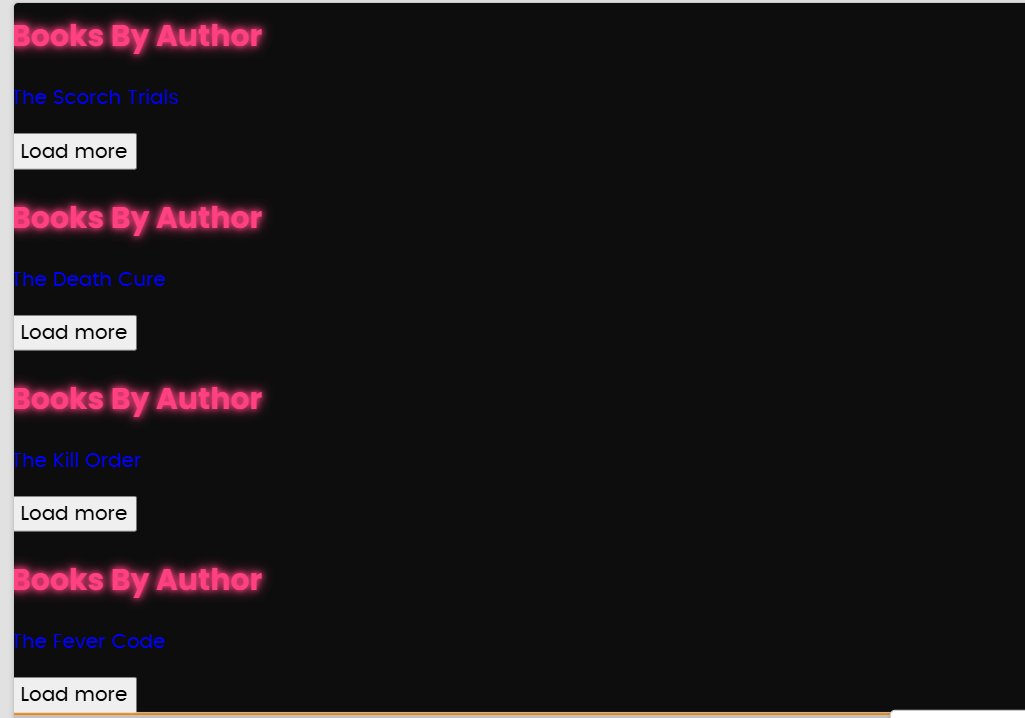 Books By Author
The Scorch Trials
Load more
Books By Author
The Death Cure
Load more
Books By Author
The Kill Order
Load more
Books By Author
The Fever Code
Load more